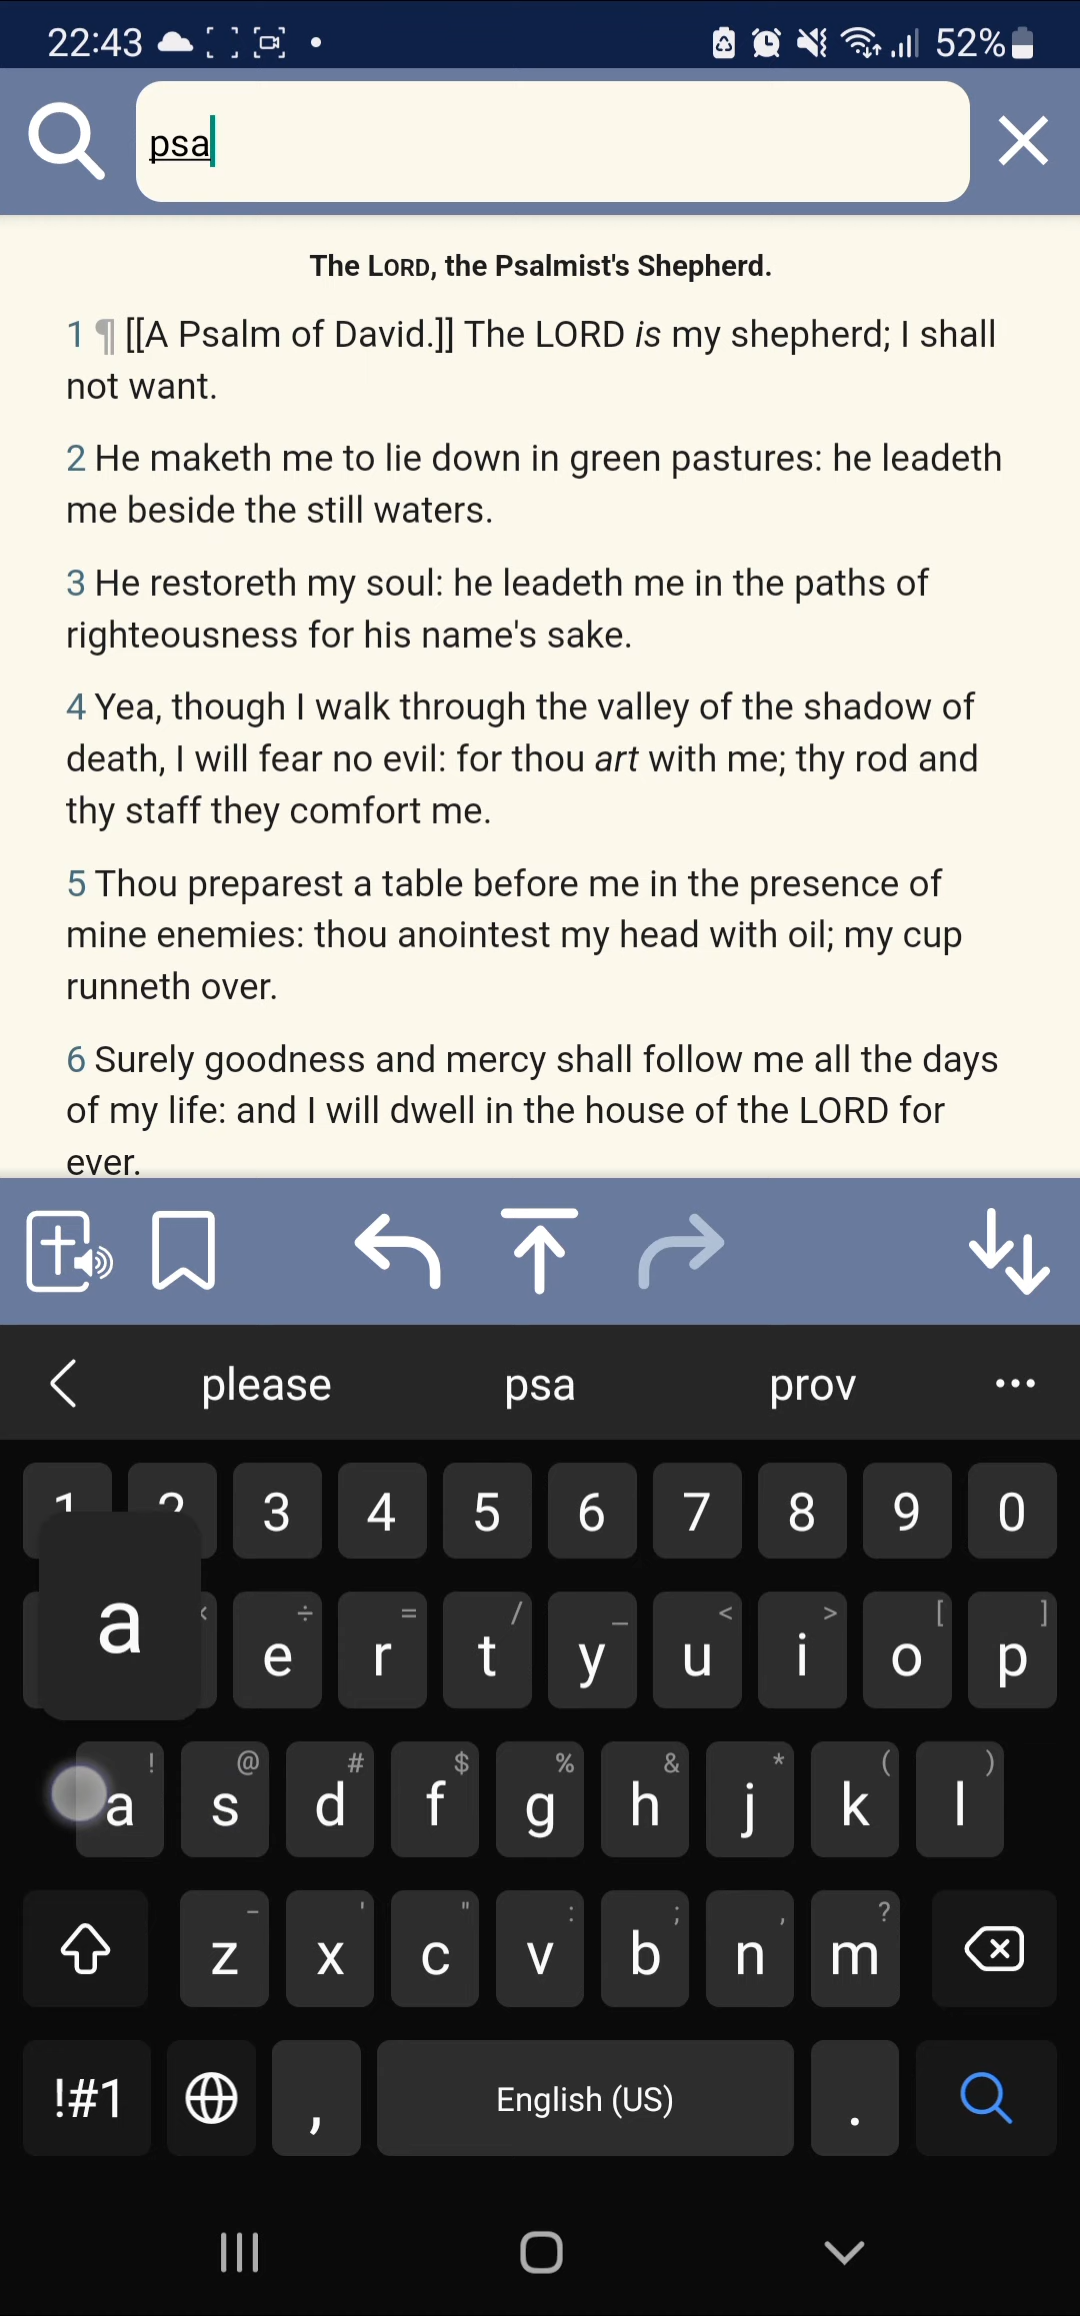 22:43 52%
psa
The LORD, the Psalmist's Shepherd.
1 ¶ [[A Psalm of David.]] The LORD is my shepherd; I shall
not want.
2 He maketh me to lie down in green pastures: he leadeth
me beside the still waters.
3 He restoreth my soul: he leadeth me in the paths of
righteousness for his name's sake.
4 Yea, though I walk through the valley of the shadow of
death, I will fear no evil: for thou art with me; thy rod and
thy staff they comfort me.
5 Thou preparest a table before me in the presence of
mine enemies: thou anointest my head with oil; my cup
runneth over.
6 Surely goodness and mercy shall follow me all the days
of my life: and I will dwell in the house of the LORD for
ever.
please psa prov ...
1 2 3 4 5 6 7 8 9 0
a
÷ = / _ < > [ ]
e r t y u i o p
! @ # $ % & * ( )
a s d f g h j k l
- ' " : ; , ?
z x c v b n m
!#1 , English (US) .